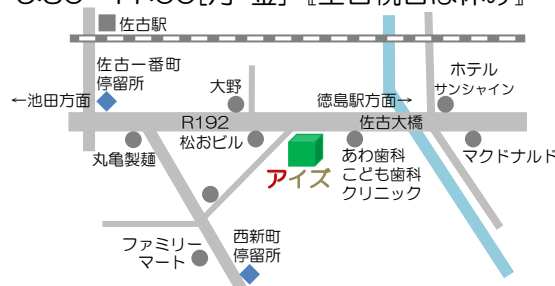 佐古駅
佐古一番町
停留所
大野
ホテル
サンシャイン
←池田方面
徳島駅方面→
R192
佐古大橋
丸亀製麺
松おビル
アイズ
あわ歯科
こども歯科
クリニック
マクドナルド
ファミリー
マート
西新町
停留所